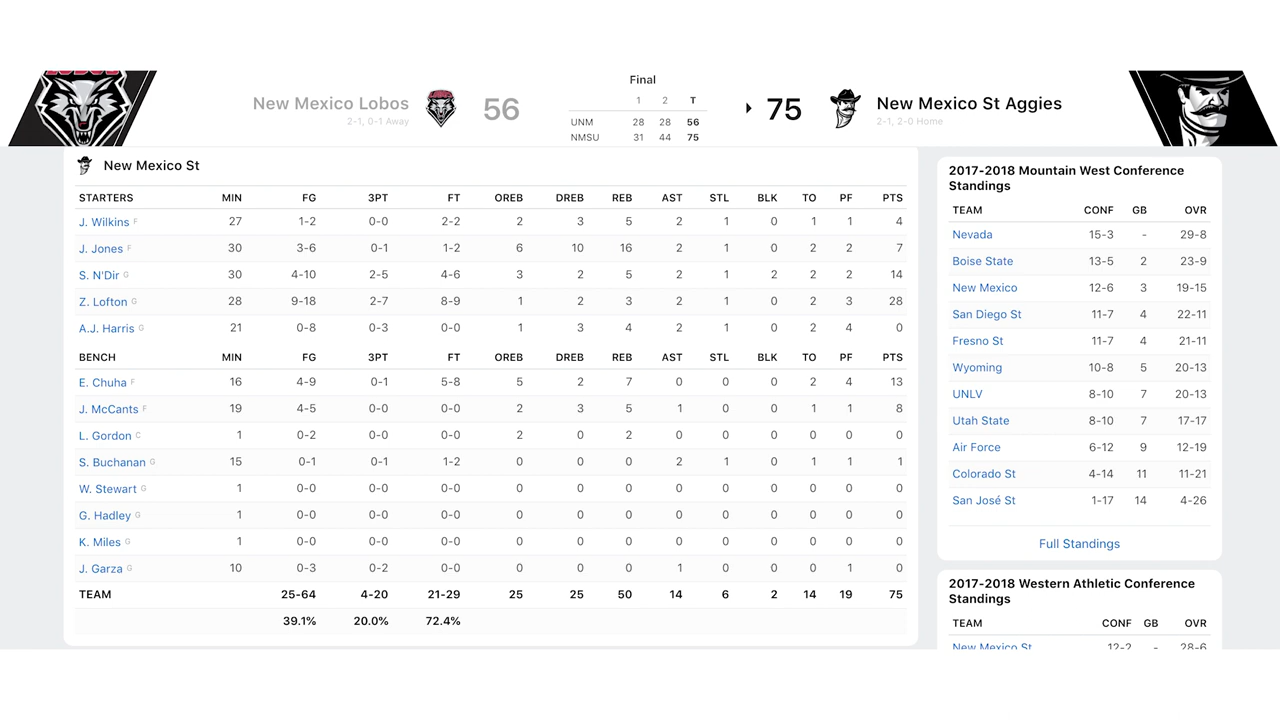 Final
New Mexico Lobos 56 1 2 T 75 New Mexico St Aggies
2-1, 0-1 Away UNM 28 28 56 2-1, 2-0 Home
NMSU 31 44 75
New Mexico St
STARTERS MIN FG 3PT FT OREB DREB REB AST STL BLK TO PF PTS
J. Wilkins F 27 1-2 0-0 2-2 2 3 5 2 1 0 1 1 4
J. Jones F 30 3-6 0-1 1-2 6 10 16 2 1 0 2 2 7
S. N'Dir G 30 4-10 2-5 4-6 3 2 5 2 1 2 2 2 14
Z. Lofton G 28 9-18 2-7 8-9 1 2 3 2 1 0 2 3 28
A.J. Harris G 21 0-8 0-3 0-0 1 3 4 2 1 0 2 4 0
BENCH MIN FG 3PT FT OREB DREB REB AST STL BLK TO PF PTS
E. Chuha F 16 4-9 0-1 5-8 5 2 7 0 0 0 2 4 13
J. McCants F 19 4-5 0-0 0-0 2 3 5 1 0 0 1 1 8
L. Gordon C 1 0-2 0-0 0-0 2 0 2 0 0 0 0 0 0
S. Buchanan G 15 0-1 0-1 1-2 0 0 0 2 1 0 1 1 1
W. Stewart G 1 0-0 0-0 0-0 0 0 0 0 0 0 0 0 0
G. Hadley G 1 0-0 0-0 0-0 0 0 0 0 0 0 0 0 0
K. Miles G 1 0-0 0-0 0-0 0 0 0 0 0 0 0 0 0
J. Garza G 10 0-3 0-2 0-0 0 0 0 1 0 0 0 1 0
TEAM 25-64 4-20 21-29 25 25 50 14 6 2 14 19 75
39.1% 20.0% 72.4%
2017-2018 Mountain West Conference
Standings
TEAM CONF GB OVR
Nevada 15-3 - 29-8
Boise State 13-5 2 23-9
New Mexico 12-6 3 19-15
San Diego St 11-7 4 22-11
Fresno St 11-7 4 21-11
Wyoming 10-8 5 20-13
UNLV 8-10 7 20-13
Utah State 8-10 7 17-17
Air Force 6-12 9 12-19
Colorado St 4-14 11 11-21
San José St 1-17 14 4-26
Full Standings
2017-2018 Western Athletic Conference
Standings
TEAM CONF GB OVR
New Mexico St 12-2 - 28-6